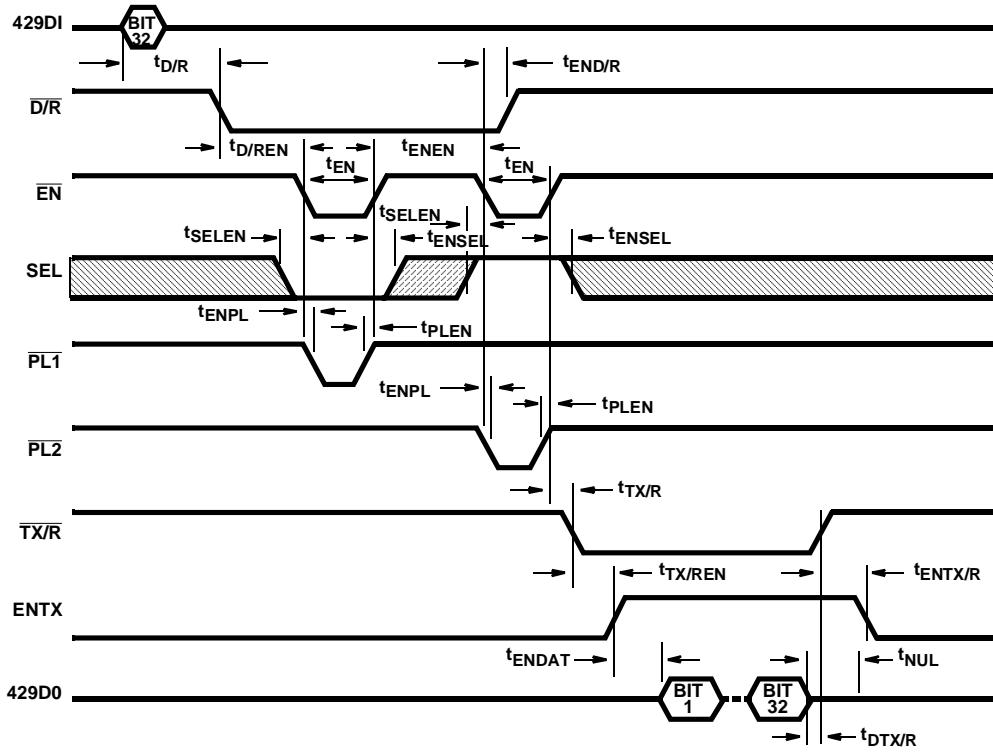 429DI
BIT
32
tD/R
tEND/R
D/R
tD/REN
tENEN
tEN
tEN
EN
tSELEN
tSELEN
tENSEL
tENSEL
SEL
tENPL
tPLEN
PL1
tENPL
tPLEN
PL2
tTX/R
TX/R
tTX/REN
tENTX/R
ENTX
tENDAT
tNUL
429D0
BIT
1
BIT
32
tDTX/R